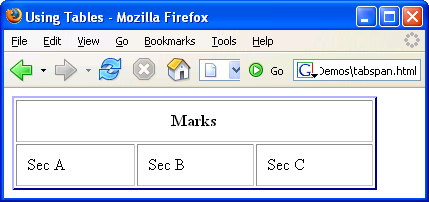 Using Tables - Mozilla Firefox
File Edit View Go Bookmarks Tools Help
Go G Demos\tabspan.html
Marks
Sec A Sec B Sec C